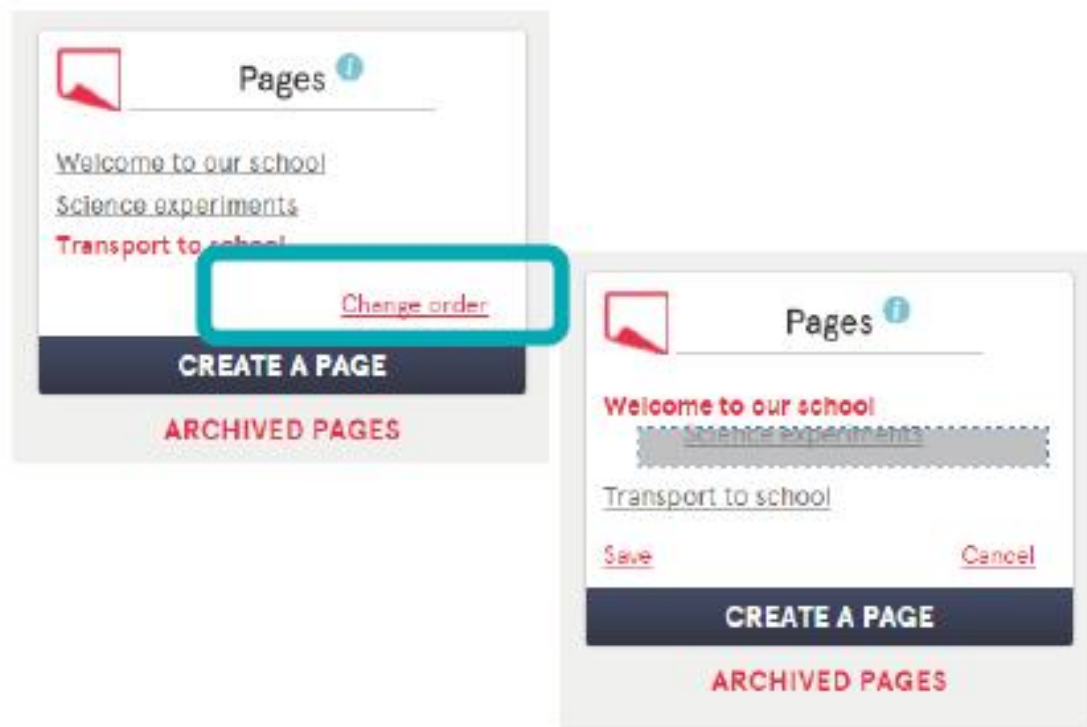 Pages i
Welcome to our school
Science experiments
Transport to school
Change order
CREATE A PAGE
ARCHIVED PAGES
Pages i
Welcome to our school
Science experiments
Transport to school
Save Cancel
CREATE A PAGE
ARCHIVED PAGES